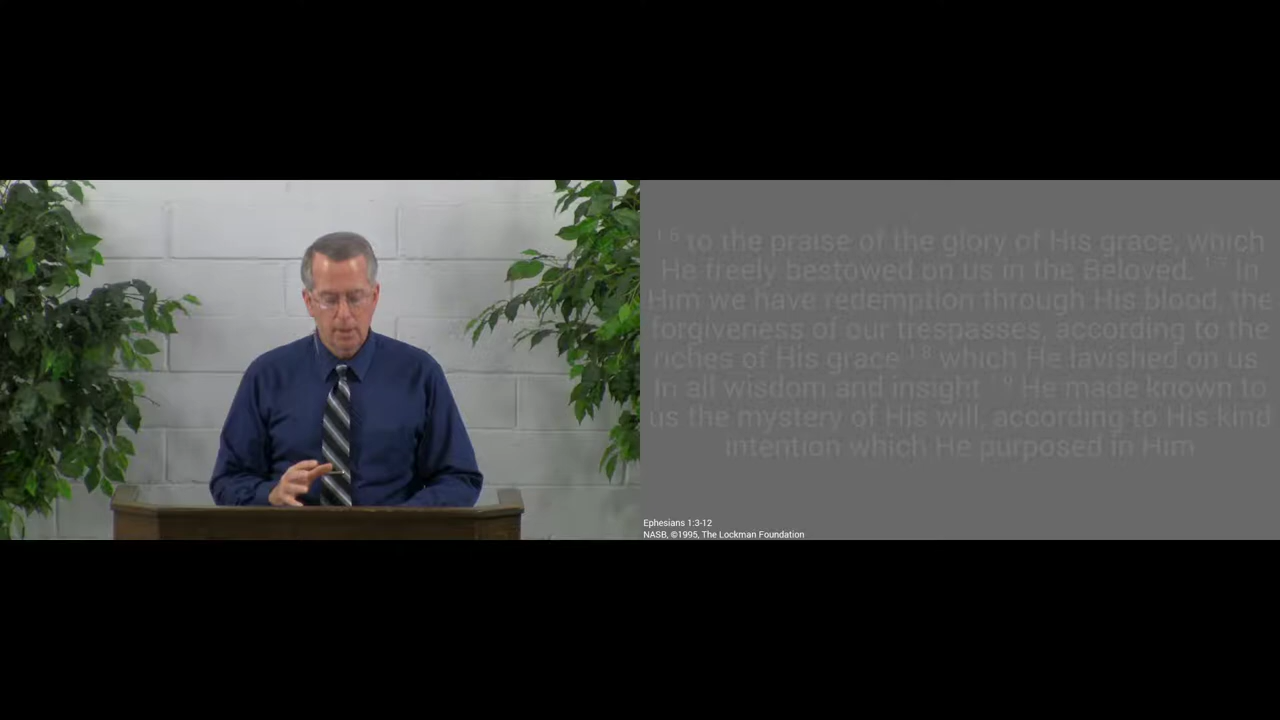 1:6 to the praise of the glory of His grace, which
He freely bestowed on us in the Beloved. 1:7 In
Him we have redemption through His blood, the
forgiveness of our trespasses, according to the
riches of His grace 1:8 which He lavished on us
In all wisdom and insight 1:9 He made known to
us the mystery of His will, according to His kind
intention which He purposed in Him
Ephesians 1:3-12
NASB, ©1995, The Lockman Foundation